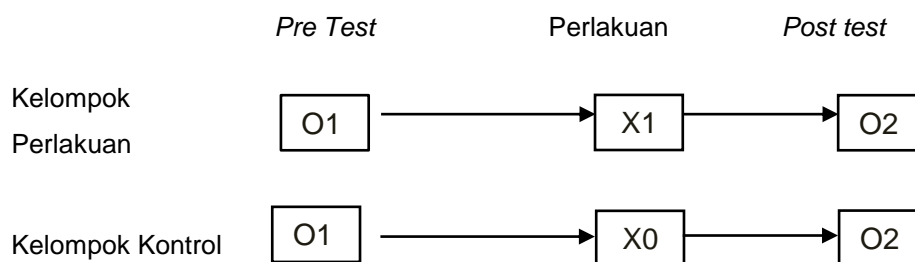 Pre Test Perlakuan Post test
Kelompok
Perlakuan
O1 X1 O2
Kelompok Kontrol O1 X0 O2